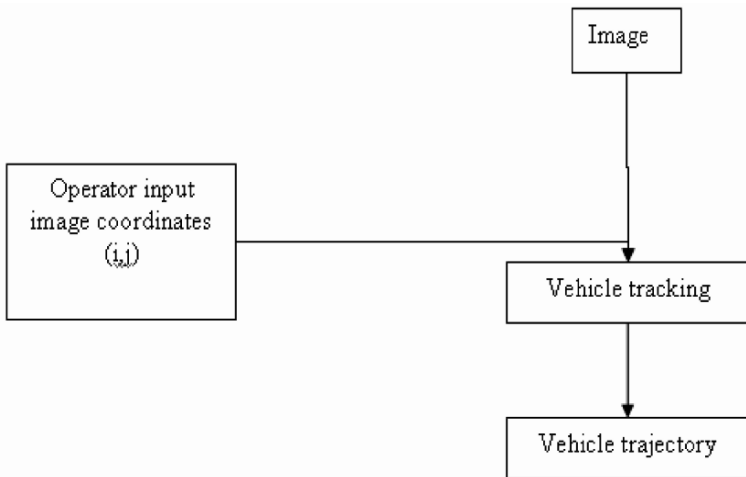 Image
Operator input
image coordinates
(i,j)
Vehicle tracking
Vehicle trajectory